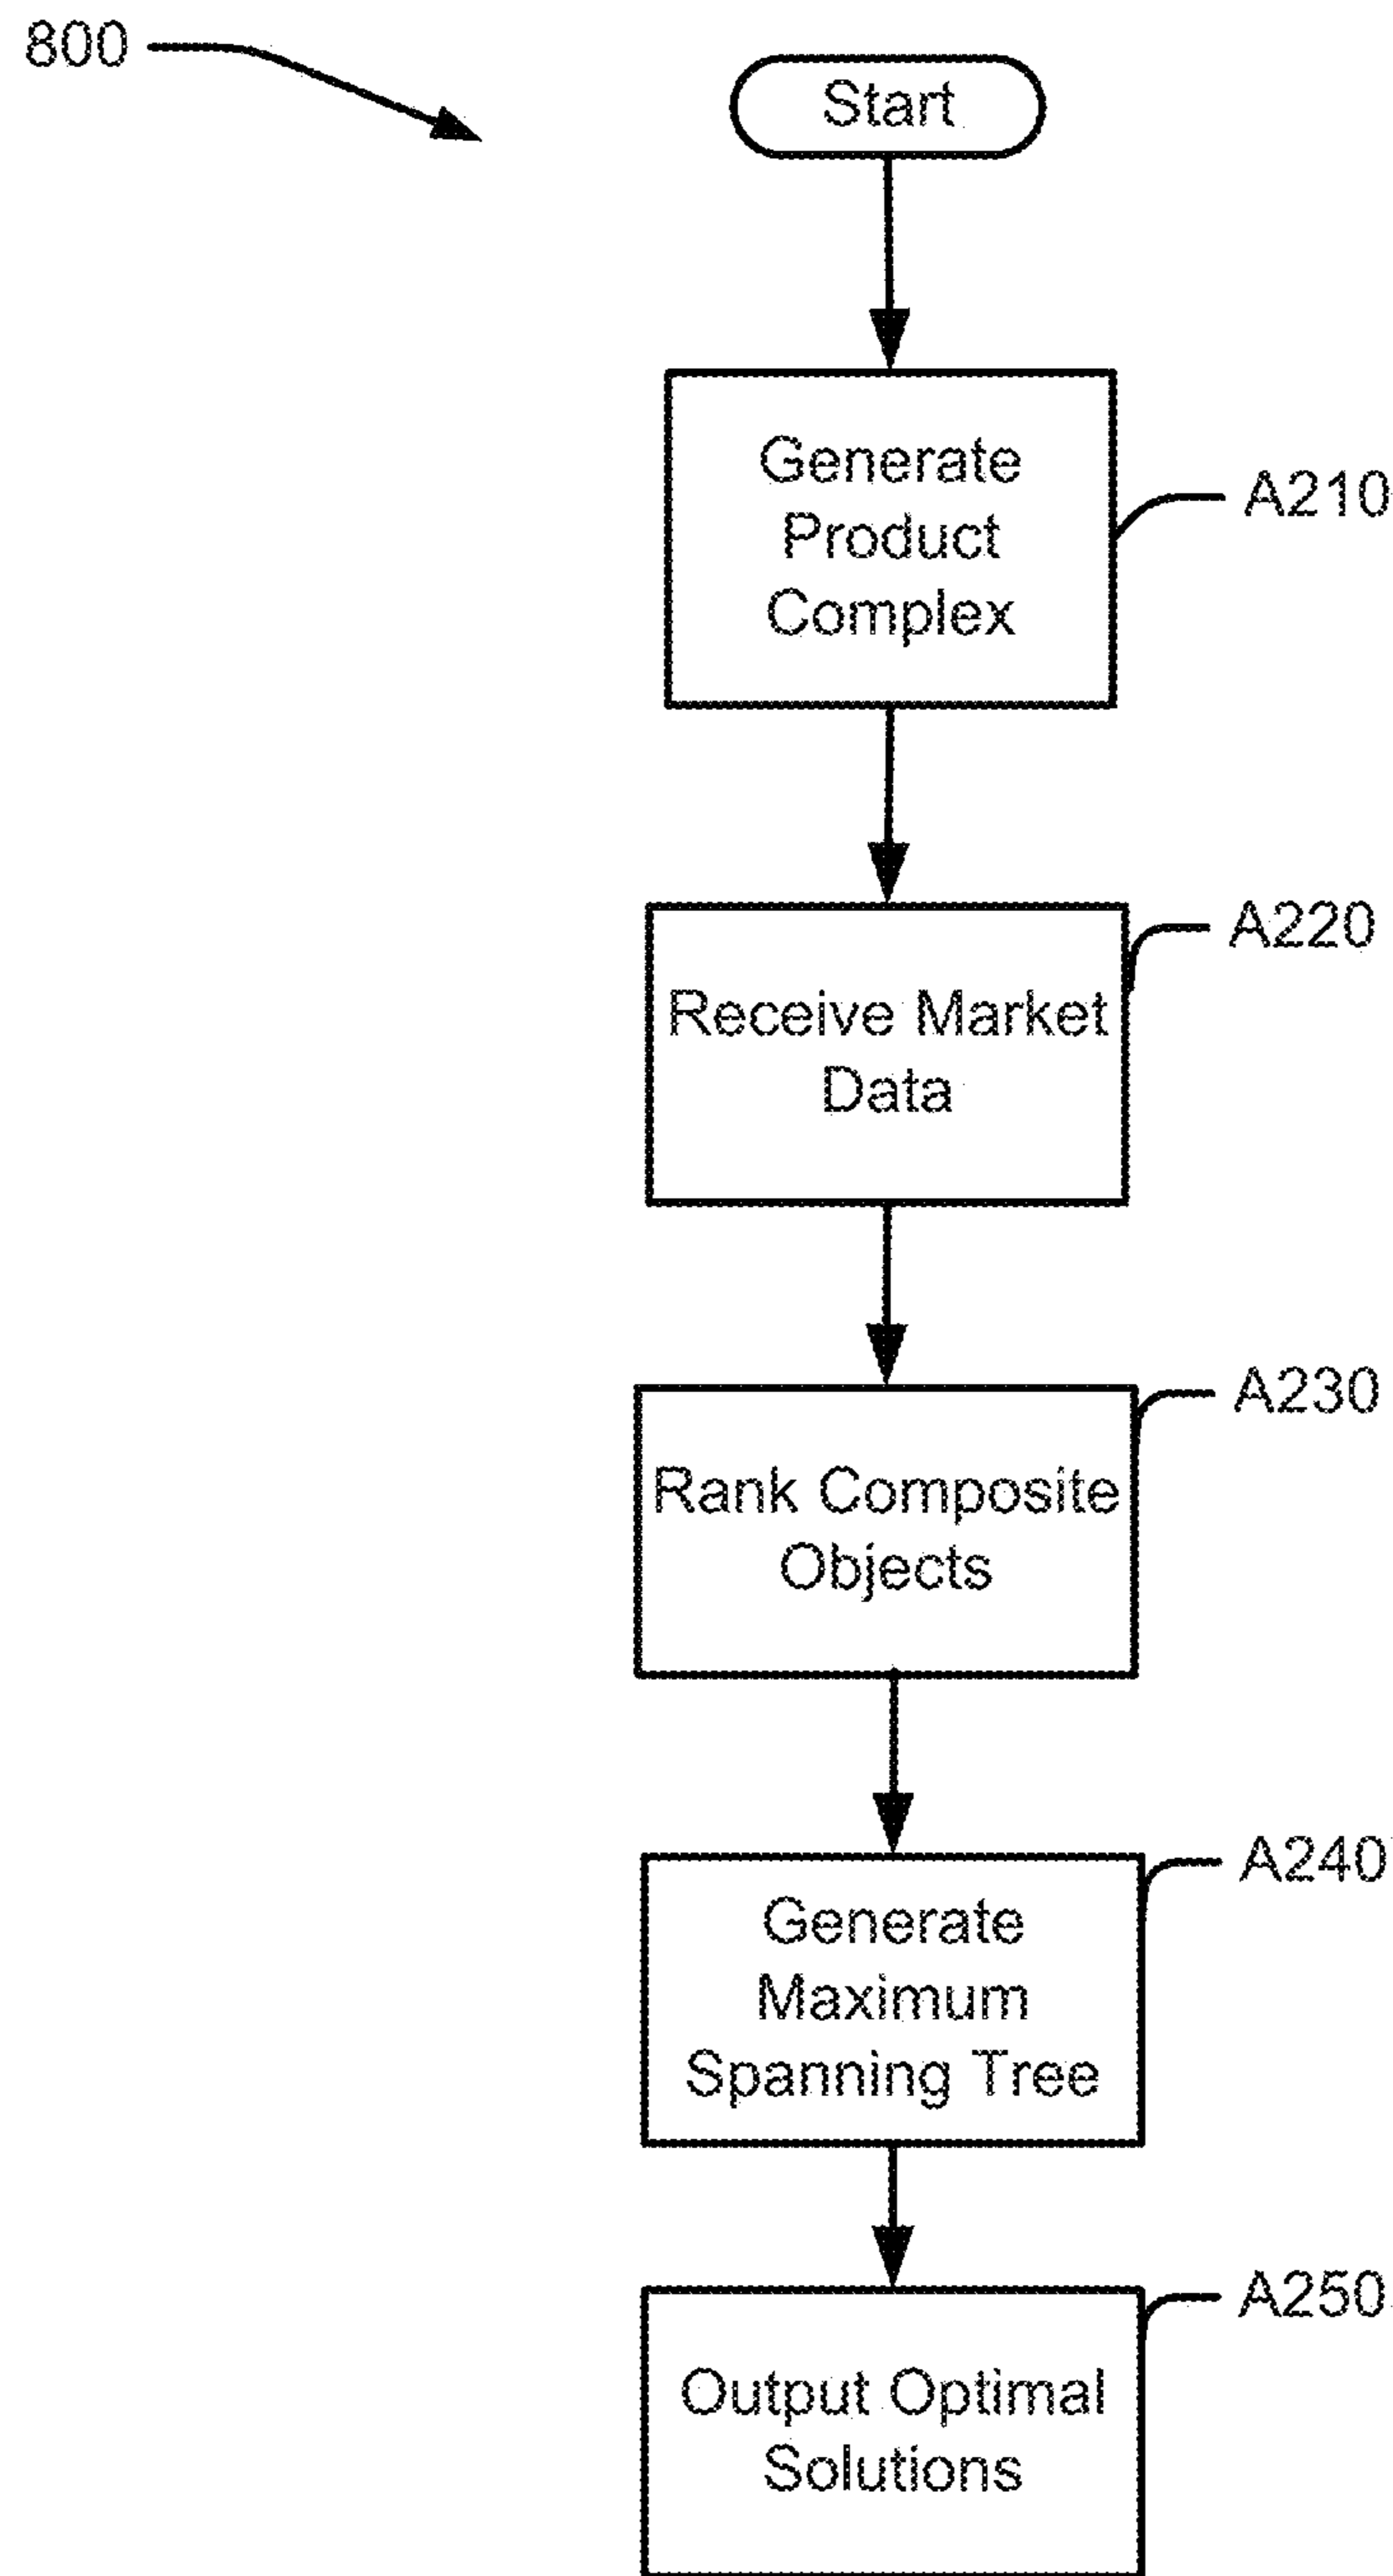 800
Start
Generate
Product
Complex
A210
Receive Market
Data
A220
Rank Composite
Objects
A230
Generate
Maximum
Spanning Tree
A240
Output Optimal
Solutions
A250